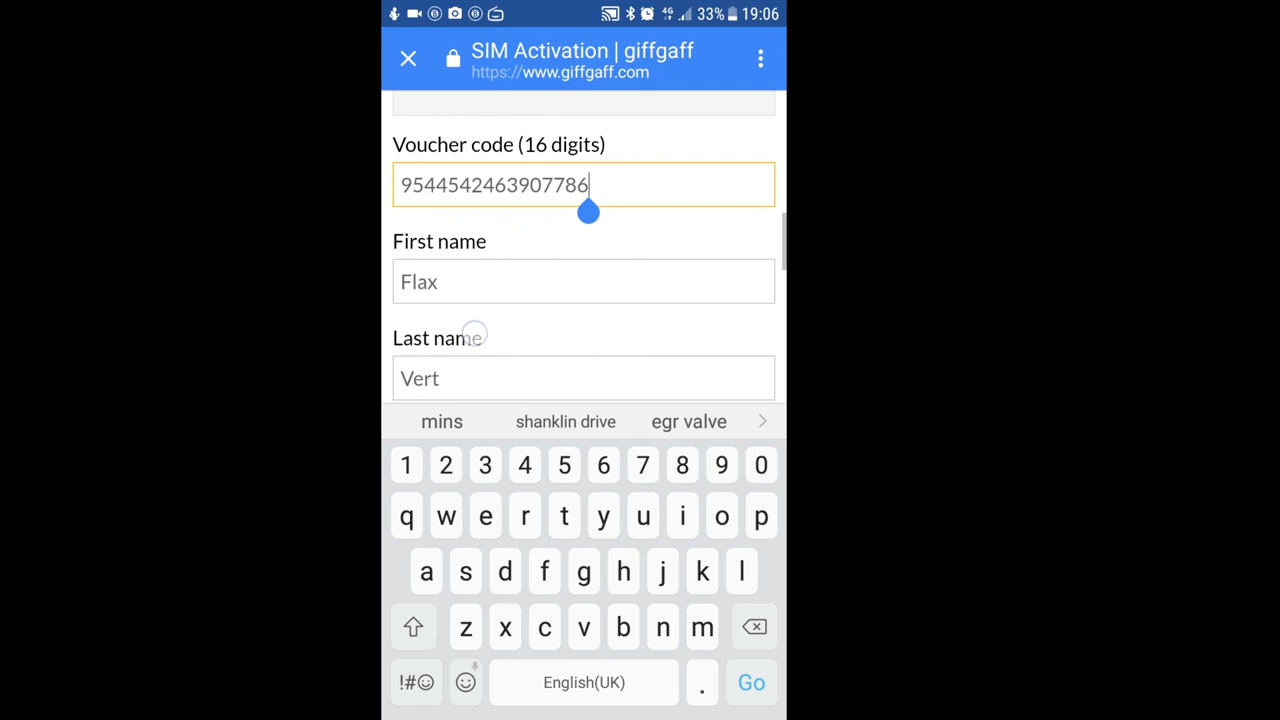 4G 33% 19:06
SIM Activation | giffgaff
https://www.giffgaff.com
Voucher code (16 digits)
9544542463907786
First name
Flax
Last name
Vert
mins shanklin drive egr valve
1 2 3 4 5 6 7 8 9 0
q w e r t y u i o p
a s d f g h j k l
z x c v b n m
!#☺ English(UK) . Go